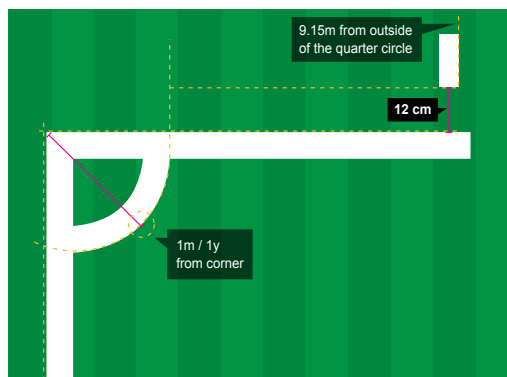 9.15m from outside
of the quarter circle
12 cm
1m / 1y
from corner